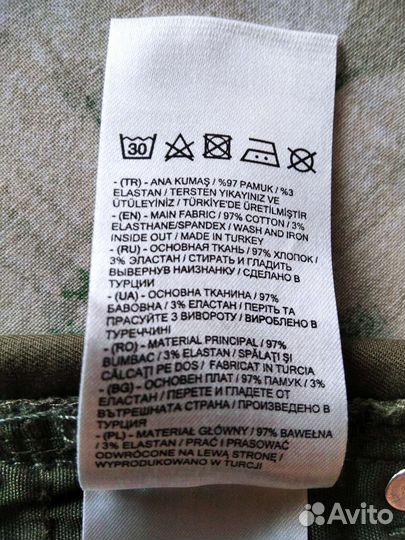 30
- (TR) - ANA KUMAŞ / %97 PAMUK / %3
ELASTAN / TERSTEN YIKAYINIZ VE
ÜTÜLEYİNİZ / TÜRKİYE'DE ÜRETİLMİŞTİR
- (EN) - MAIN FABRIC / 97% COTTON / 3%
ELASTHANE/SPANDEX / WASH AND IRON
INSIDE OUT / MADE IN TURKEY
- (RU) - ОСНОВНАЯ ТКАНЬ / 97% ХЛОПОК /
3% ЭЛАСТАН / СТИРАТЬ И ГЛАДИТЬ
ВЫВЕРНУВ НАИЗНАНКУ / СДЕЛАНО В
ТУРЦИИ
- (UA) - ОСНОВНА ТКАНИНА / 97%
БАВОВНА / 3% ЕЛАСТАН / ПЕРІТЬ ТА
ПРАСУЙТЕ З ВИВОРОТУ / ВИРОБЛЕНО В
ТУРЕЧЧИНІ
- (RO) - MATERIAL PRINCIPAL / 97%
BUMBAC / 3% ELASTAN / SPĂLAŢI ŞI
CĂLCAŢI PE DOS / FABRICAT IN TURCIA
- (BG) - ОСНОВЕН ПЛАТ / 97% ПАМУК / 3%
ЕЛАСТАН / ПЕРЕТЕ И ГЛАДЕТЕ ОТ
ВЪТРЕШНАТА СТРАНА / ПРОИЗВЕДЕНО В
ТУРЦИЯ
- (PL) - MATERIAŁ GŁÓWNY / 97% BAWEŁNA
/ 3% ELASTAN / PRAĆ I PRASOWAĆ
ODWRÓCONE NA LEWĄ STRONĘ /
WYPRODUKOWANO W TURCJI
Avito